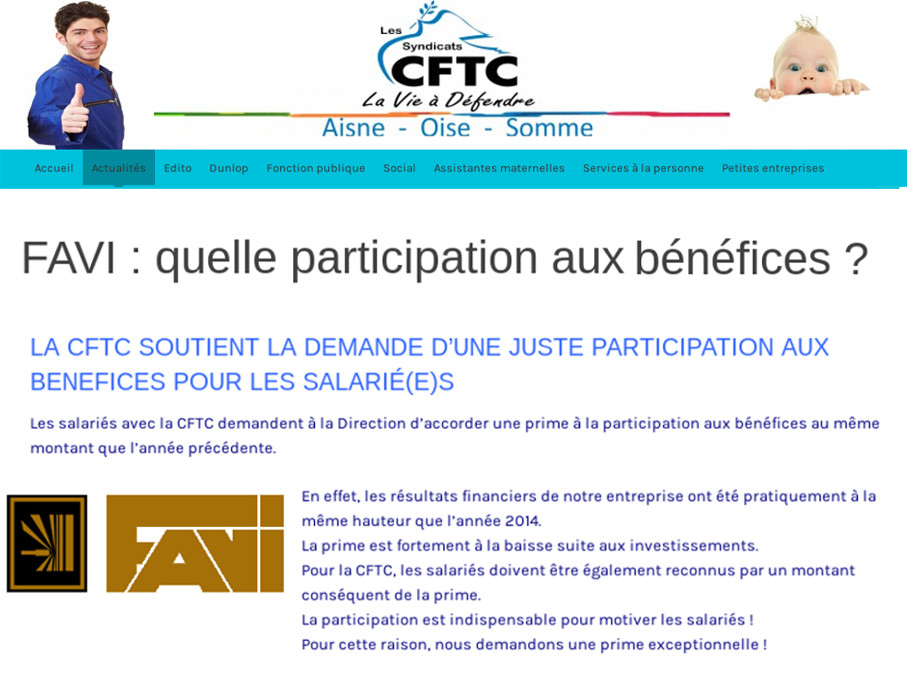 Les
Syndicats
CFTC
La Vie à Défendre
Aisne - Oise - Somme
Accueil Actualités Edito Dunlop Fonction publique Social Assistantes maternelles Services à la personne Petites entreprises
FAVI : quelle participation aux bénéfices ?
LA CFTC SOUTIENT LA DEMANDE D’UNE JUSTE PARTICIPATION AUX
BENEFICES POUR LES SALARIÉ(E)S
Les salariés avec la CFTC demandent à la Direction d’accorder une prime à la participation aux bénéfices au même
montant que l’année précédente.
FAVI
En effet, les résultats financiers de notre entreprise ont été pratiquement à la
même hauteur que l’année 2014.
La prime est fortement à la baisse suite aux investissements.
Pour la CFTC, les salariés doivent être également reconnus par un montant
conséquent de la prime.
La participation est indispensable pour motiver les salariés !
Pour cette raison, nous demandons une prime exceptionnelle !